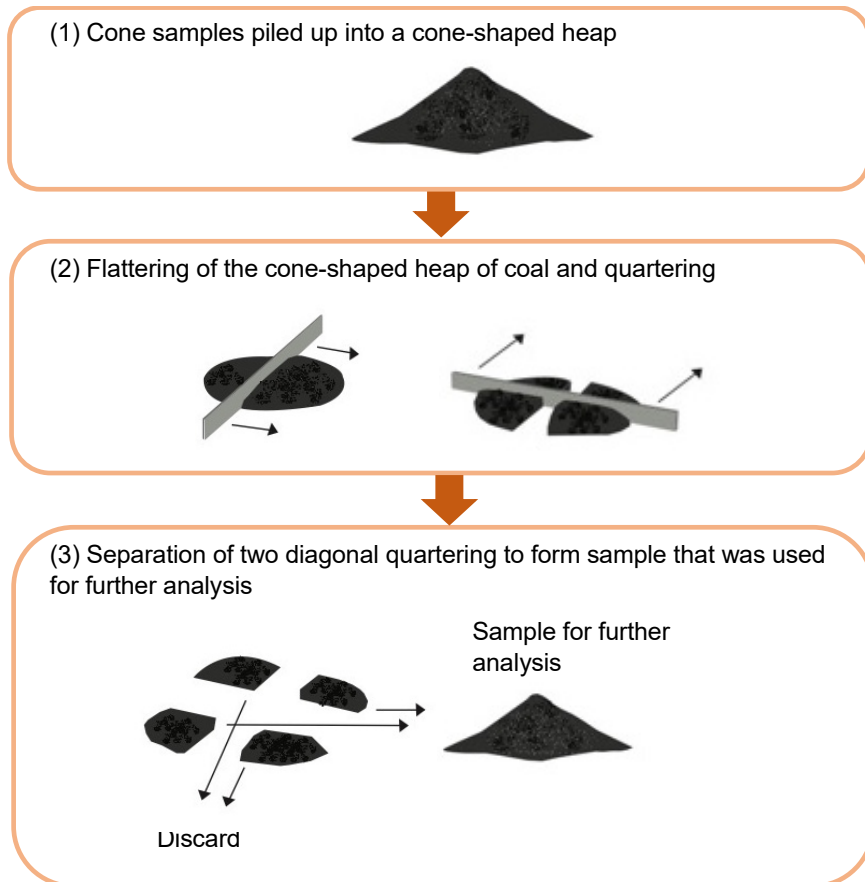 (1) Cone samples piled up into a cone-shaped heap
(2) Flattering of the cone-shaped heap of coal and quartering
(3) Separation of two diagonal quartering to form sample that was used
for further analysis
Sample for further
analysis
Discard